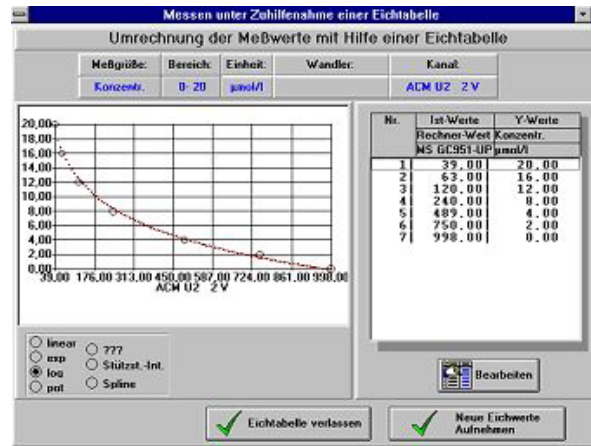 Messen unter Zuhilfenahme einer Eichtabelle
Umrechnung der Meßwerte mit Hilfe einer Eichtabelle
Meßgröße: Bereich: Einheit: Wandler: Kanal:
Konzentr. 0- 20 µmol/l ACM U2 2 V
20,00
18,00
16,00
14,00
12,00
10,00
8,00
6,00
4,00
2,00
0,00
39,00 176,00 313,00 450,00 587,00 724,00 861,00 998,00
ACM U2 2 V
Nr. Ist-Werte Y-Werte
Rechner-Wert Konzentr.
MS GC951-UP µmol/l
1 39.00 20,00
2 63.00 16,00
3 120.00 12,00
4 240.00 8,00
5 489.00 4,00
6 750.00 2,00
7 998.00 0,00
linear
exp
log
pot
???
Stützst.-Int.
Spline
Bearbeiten
Eichtabelle verlassen
Neue Eichwerte
Aufnehmen